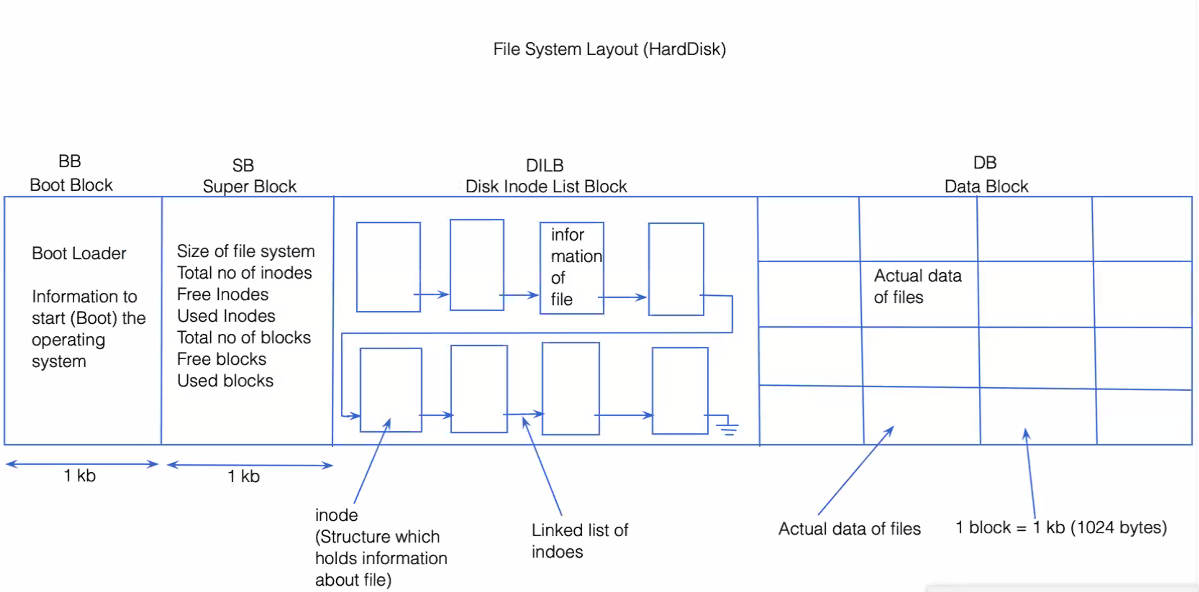 File System Layout (HardDisk)
BB
Boot Block
SB
Super Block
DILB
Disk Inode List Block
DB
Data Block
Boot Loader
Information to
start (Boot) the
operating
system
Size of file system
Total no of inodes
Free Inodes
Used Inodes
Total no of blocks
Free blocks
Used blocks
infor
mation
of
file
Actual data
of files
1 kb
1 kb
inode
(Structure which
holds information
about file)
Linked list of
indoes
Actual data of files
1 block = 1 kb (1024 bytes)